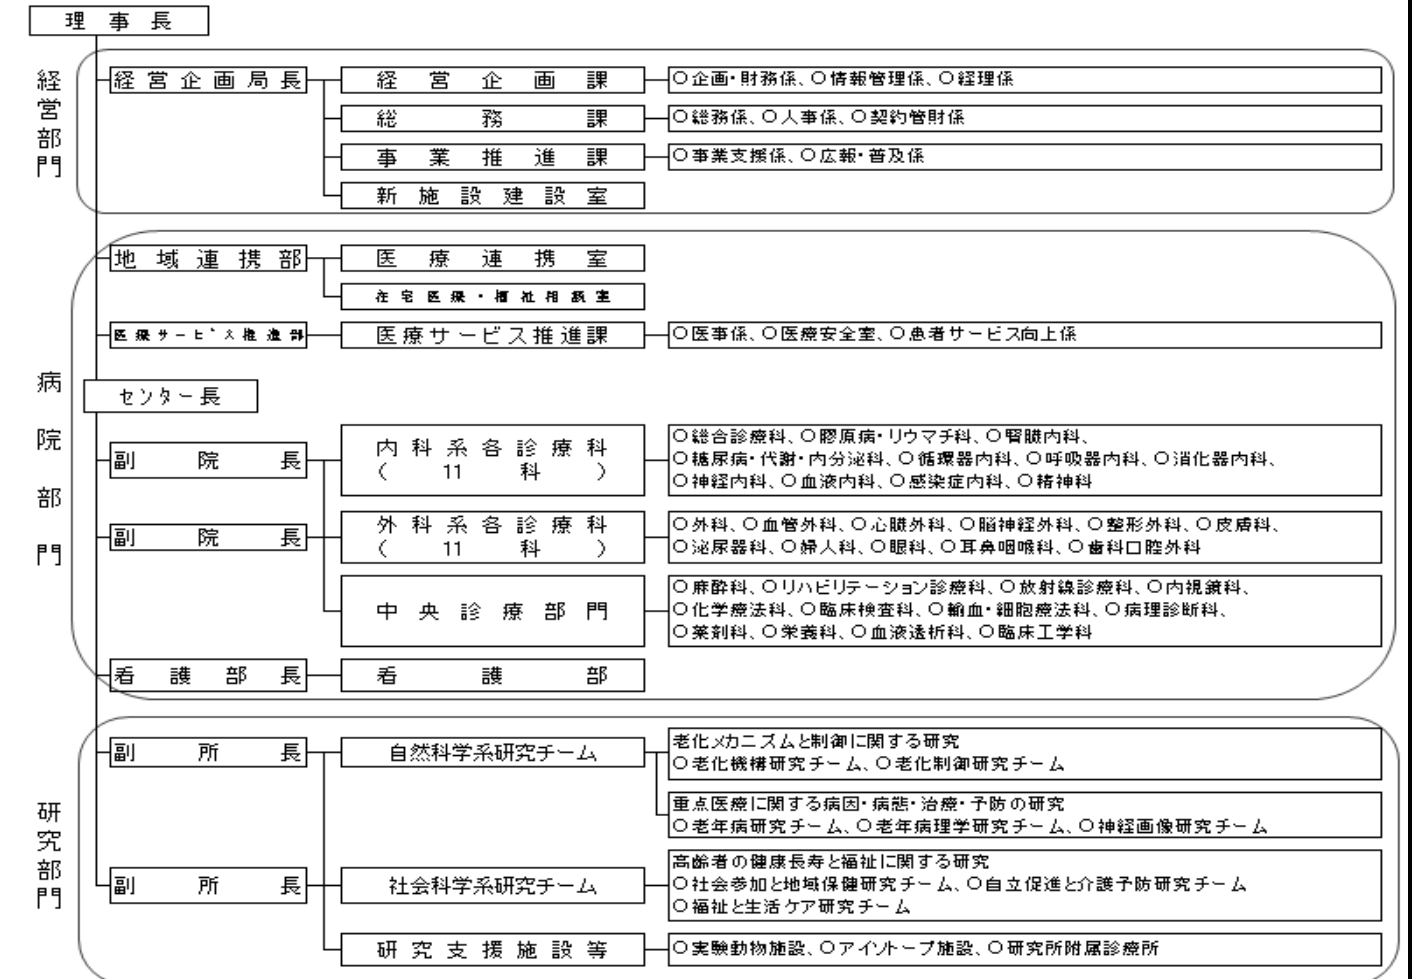 理事長
経営部門
経営企画局長
経営企画課
○企画・財務係、○情報管理係、○経理係
総務課
○総務係、○人事係、○契約管財係
事業推進課
○事業支援係、○広報・普及係
新施設建設室
病院部門
地域連携部
医療連携室
在宅医療・福祉相談室
医療サービス推進部
医療サービス推進課
○医事係、○医療安全室、○患者サービス向上係
センター長
副院長
内科系各診療科
(11科)
○総合診療科、○膠原病・リウマチ科、○腎臓内科、
○糖尿病・代謝・内分泌科、○循環器内科、○呼吸器内科、○消化器内科、
○神経内科、○血液内科、○感染症内科、○精神科
副院長
外科系各診療科
(11科)
○外科、○血管外科、○心臓外科、○脳神経外科、○整形外科、○皮膚科、
○泌尿器科、○婦人科、○眼科、○耳鼻咽喉科、○歯科口腔外科
中央診療部門
○麻酔科、○リハビリテーション診療科、○放射線診療科、○内視鏡科、
○化学療法科、○臨床検査科、○輸血・細胞療法科、○病理診断科、
○薬剤科、○栄養科、○血液透析科、○臨床工学科
看護部長
看護部
研究部門
副所長
自然科学系研究チーム
老化メカニズムと制御に関する研究
○老化機構研究チーム、○老化制御研究チーム
重点医療に関する病因・病態・治療・予防の研究
○老年病研究チーム、○老年病理学研究チーム、○神経画像研究チーム
副所長
社会科学系研究チーム
高齢者の健康長寿と福祉に関する研究
○社会参加と地域保健研究チーム、○自立促進と介護予防研究チーム
○福祉と生活ケア研究チーム
研究支援施設等
○実験動物施設、○アイソトープ施設、○研究所附属診療所